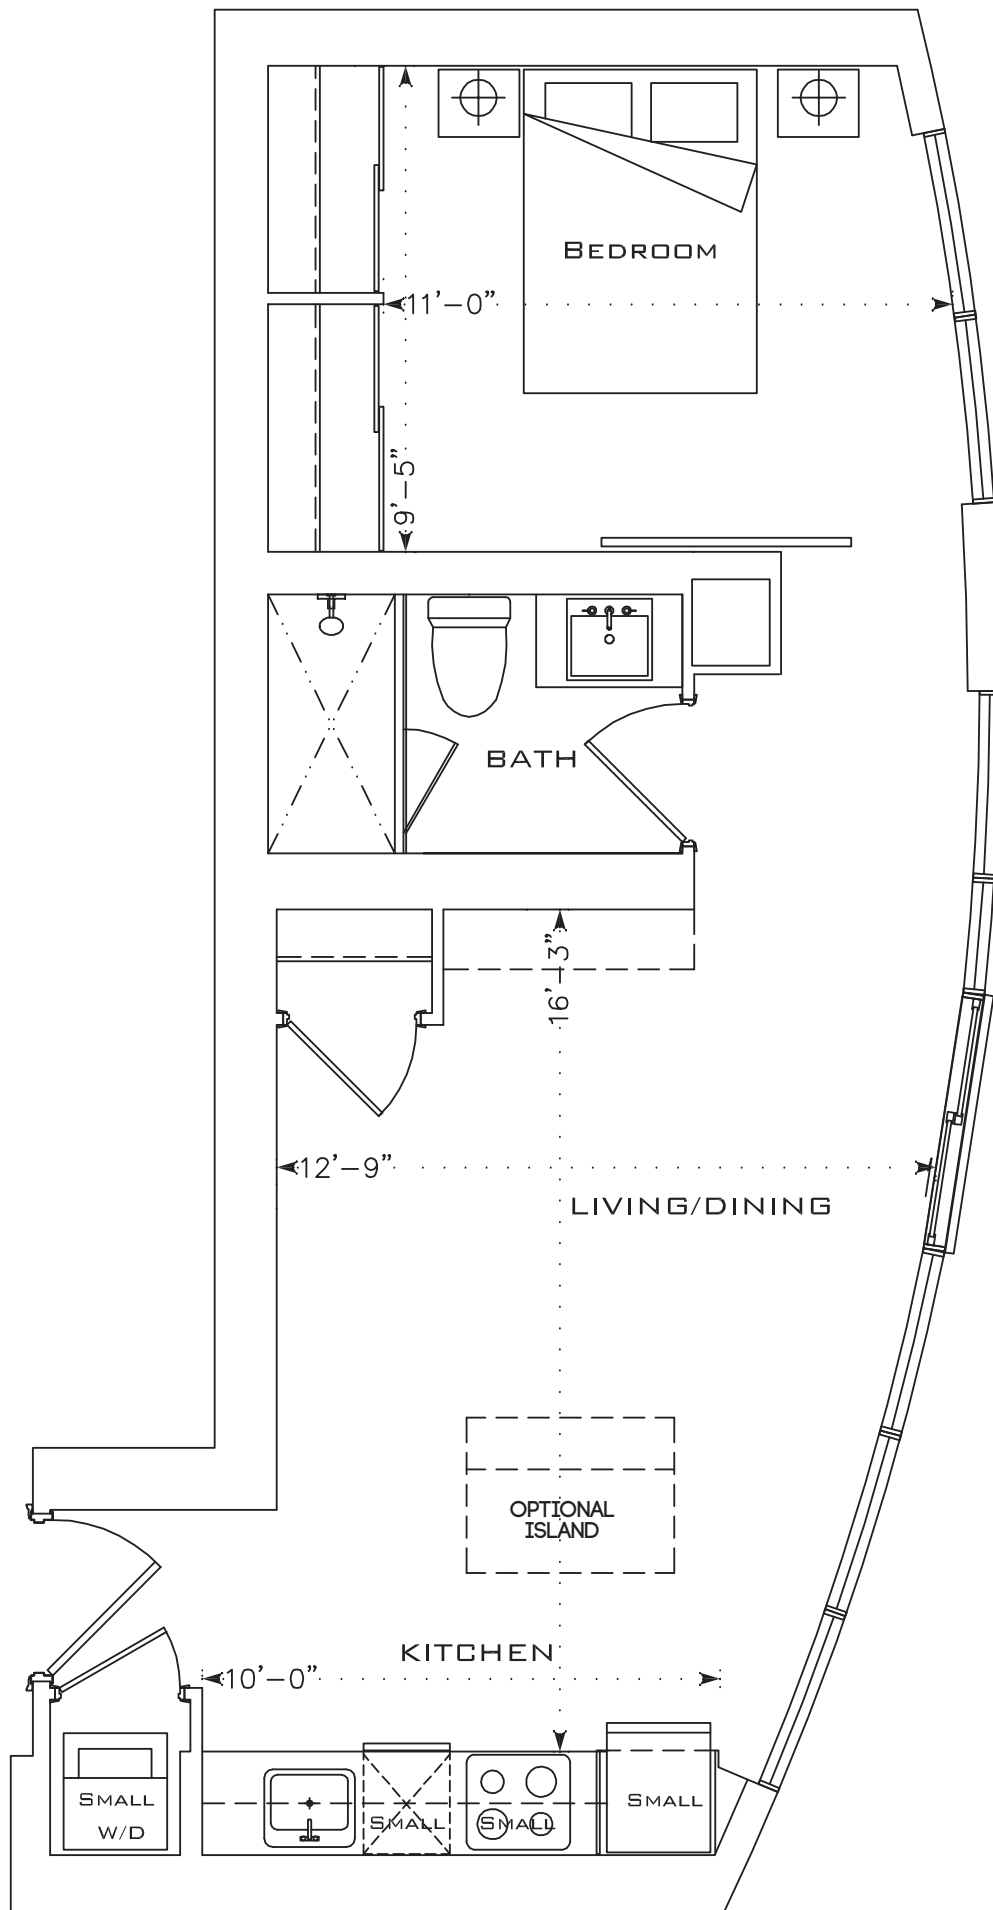 BEDROOM
11'-0"
9'-5"
BATH
16'-3"
12'-9"
LIVING/DINING
OPTIONAL
ISLAND
KITCHEN
10'-0"
SMALL
W/D
SMALL
SMALL
SMALL